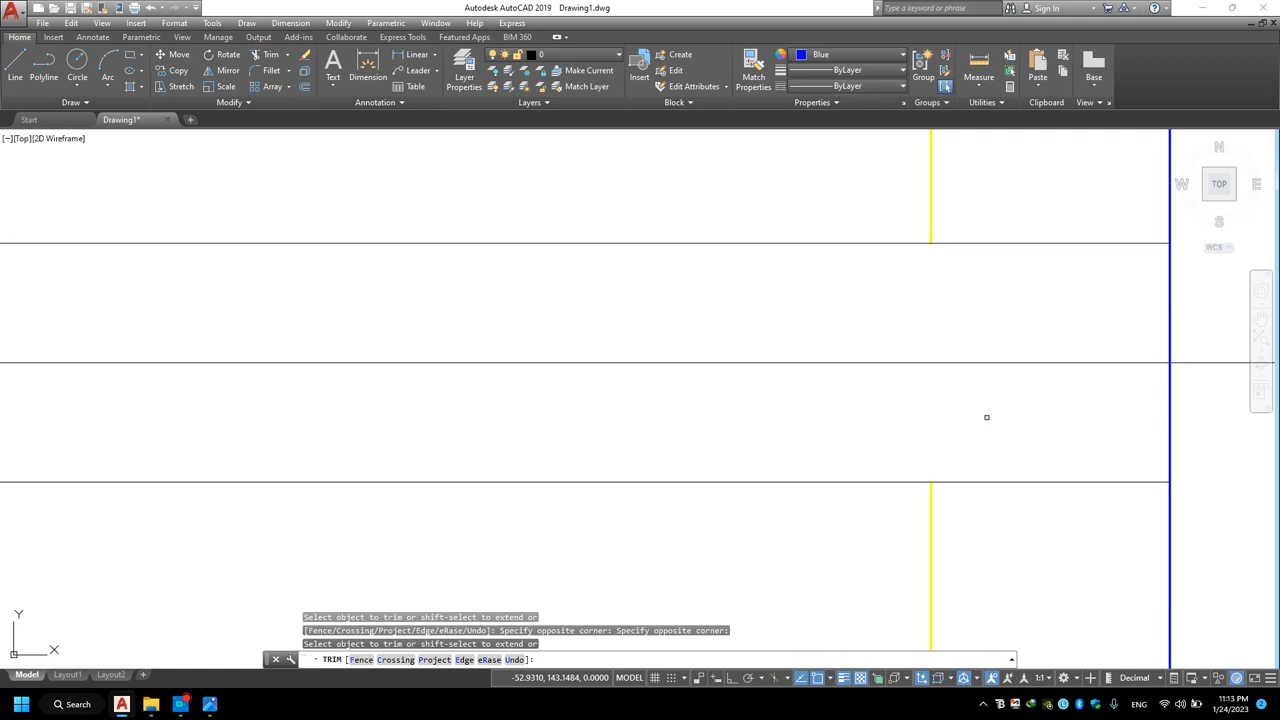 Autodesk AutoCAD 2019 Drawing1.dwg
Type a keyword or phrase
Sign In
File Edit View Insert Format Tools Draw Dimension Modify Parametric Window Help Express
Home Insert Annotate Parametric View Manage Output Add-ins Collaborate Express Tools Featured Apps BIM 360
Line Polyline Circle Arc
Move Rotate Trim
Copy Mirror Fillet
Stretch Scale Array
Text Dimension
Linear
Leader
Table
Layer Properties
0
Make Current
Match Layer
Insert
Create
Edit
Edit Attributes
Match Properties
Blue
ByLayer
ByLayer
Group
Measure
Paste
Base
Draw Modify Annotation Layers Block Properties Groups Utilities Clipboard View
Start Drawing1*
[−][Top][2D Wireframe]
N
W TOP E
S
WCS
Y
X
Select object to trim or shift-select to extend or
[Fence/Crossing/Project/Edge/eRase/Undo]: Specify opposite corner: Specify opposite corner:
Select object to trim or shift-select to extend or
TRIM [Fence Crossing Project Edge eRase Undo]:
Model Layout1 Layout2 +
-52.9310, 143.1484, 0.0000 MODEL
1:1
Decimal
Search
ENG
11:13 PM
1/24/2023